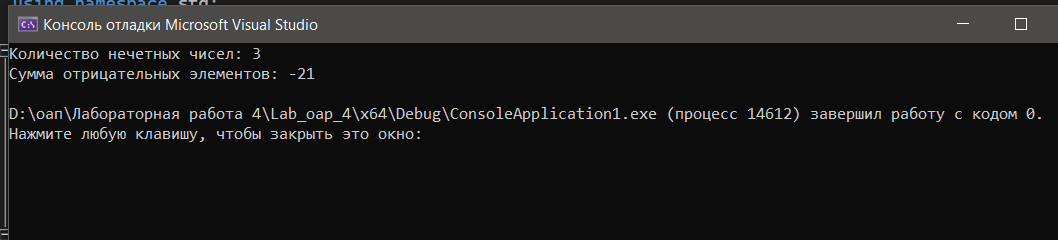 using namespace std;
Консоль отладки Microsoft Visual Studio
Количество нечетных чисел: 3
Сумма отрицательных элементов: -21
D:\оап\Лабораторная работа 4\Lab_oap_4\x64\Debug\ConsoleApplication1.exe (процесс 14612) завершил работу с кодом 0.
Нажмите любую клавишу, чтобы закрыть это окно: